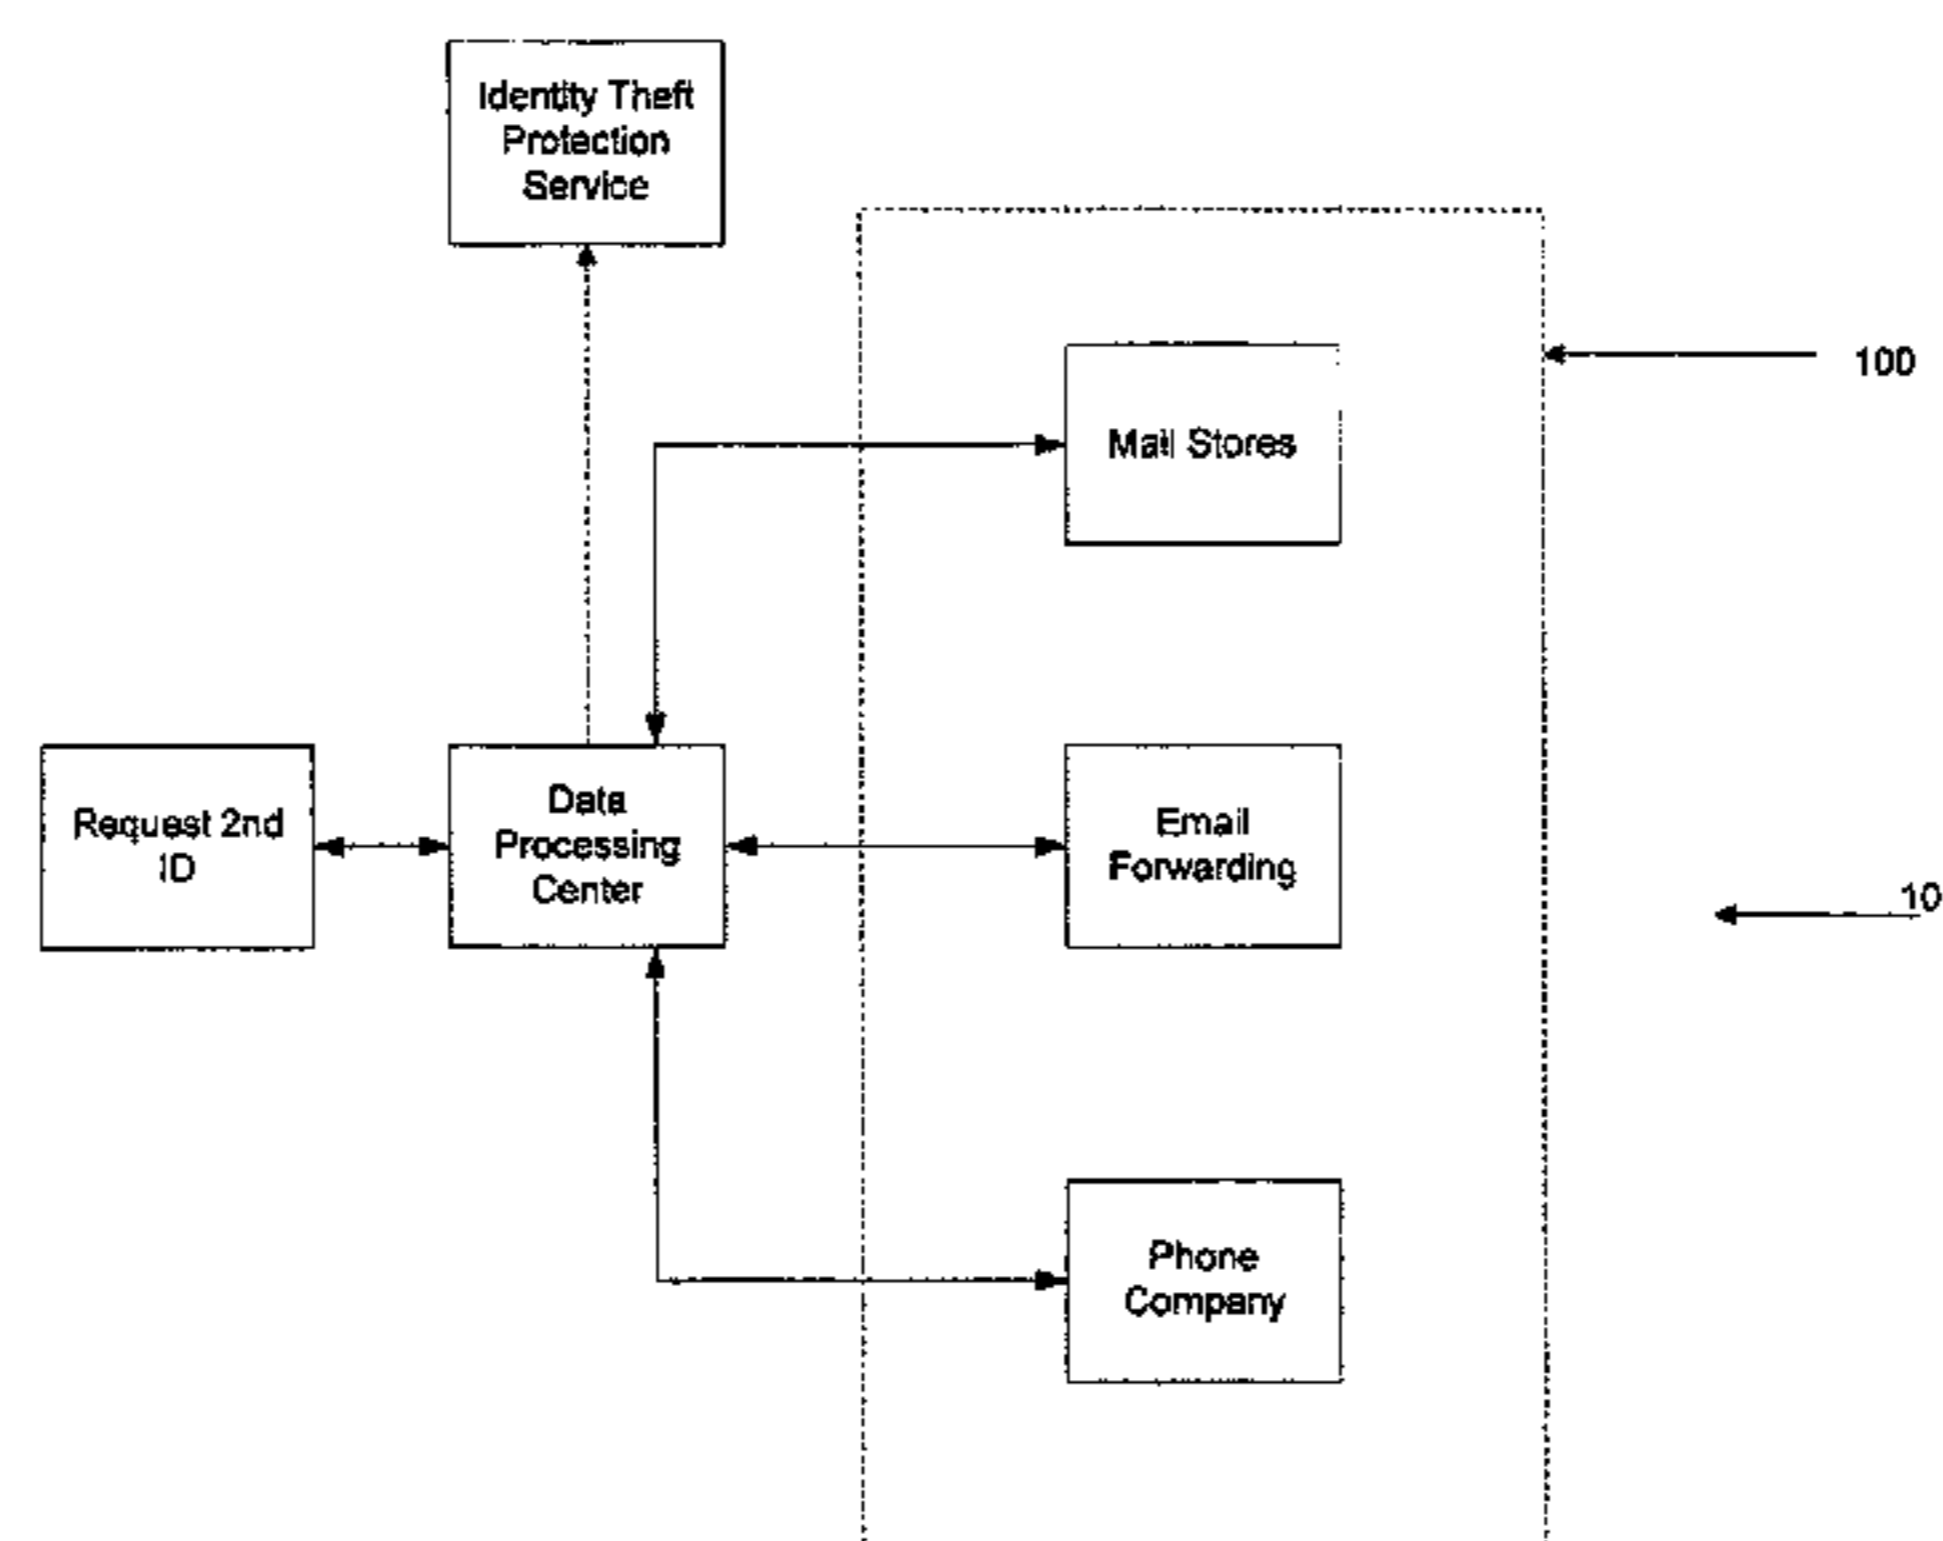 Identity Theft
Protection
Service
100
Mail Stores
Request 2nd
ID
Data
Processing
Center
Email
Forwarding
10
Phone
Company